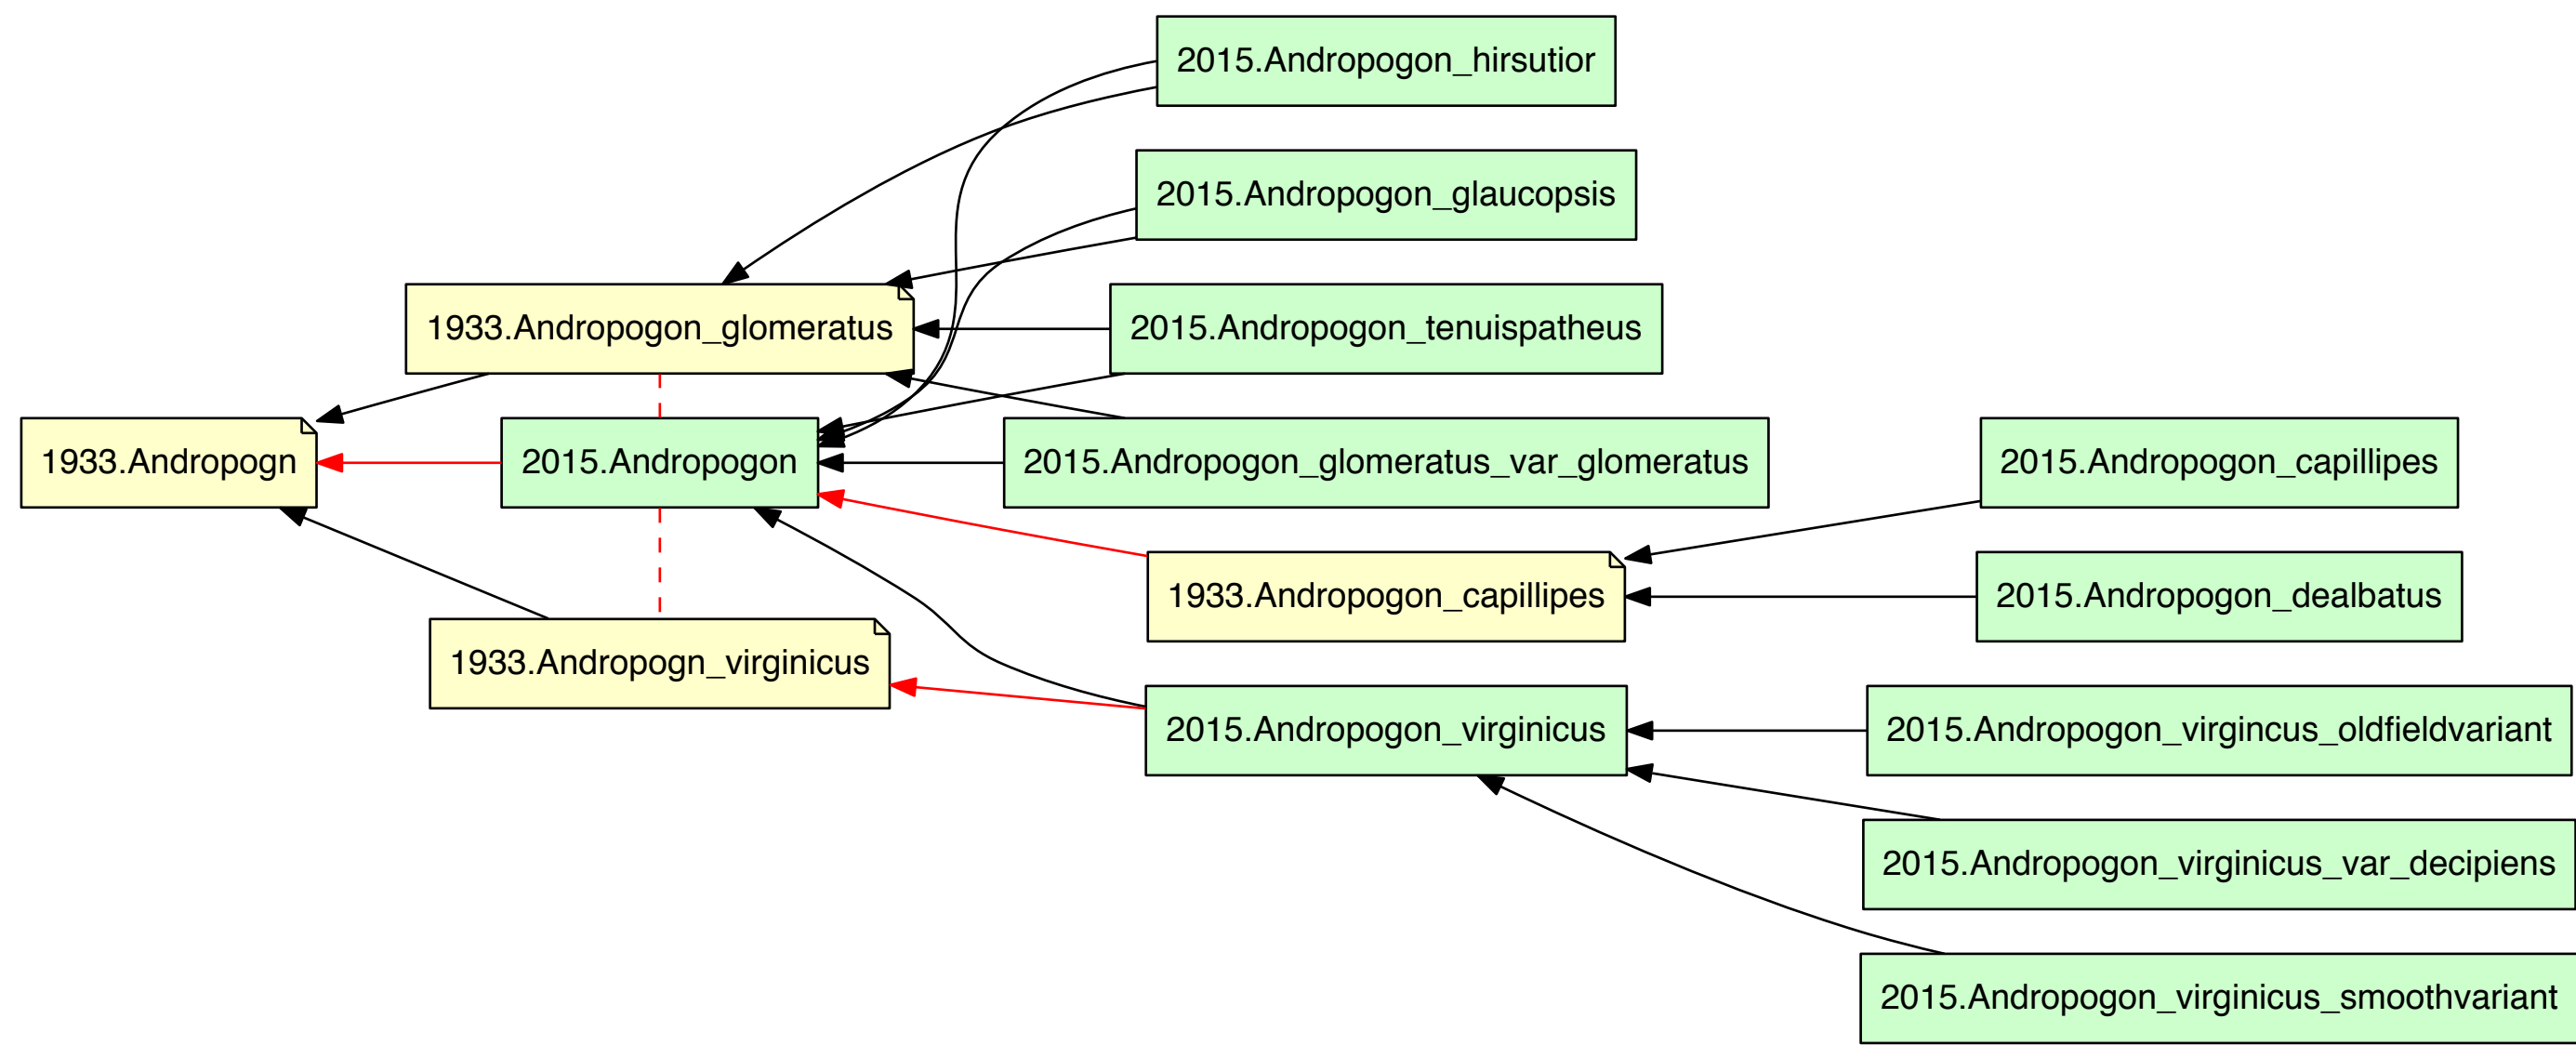 2015.Andropogon_hirsutior
2015.Andropogon_glaucopsis
1933.Andropogon_glomeratus
2015.Andropogon_tenuispatheus
1933.Andropogn
2015.Andropogon
2015.Andropogon_glomeratus_var_glomeratus
2015.Andropogon_capillipes
1933.Andropogon_capillipes
2015.Andropogon_dealbatus
1933.Andropogn_virginicus
2015.Andropogon_virginicus
2015.Andropogon_virgincus_oldfieldvariant
2015.Andropogon_virginicus_var_decipiens
2015.Andropogon_virginicus_smoothvariant